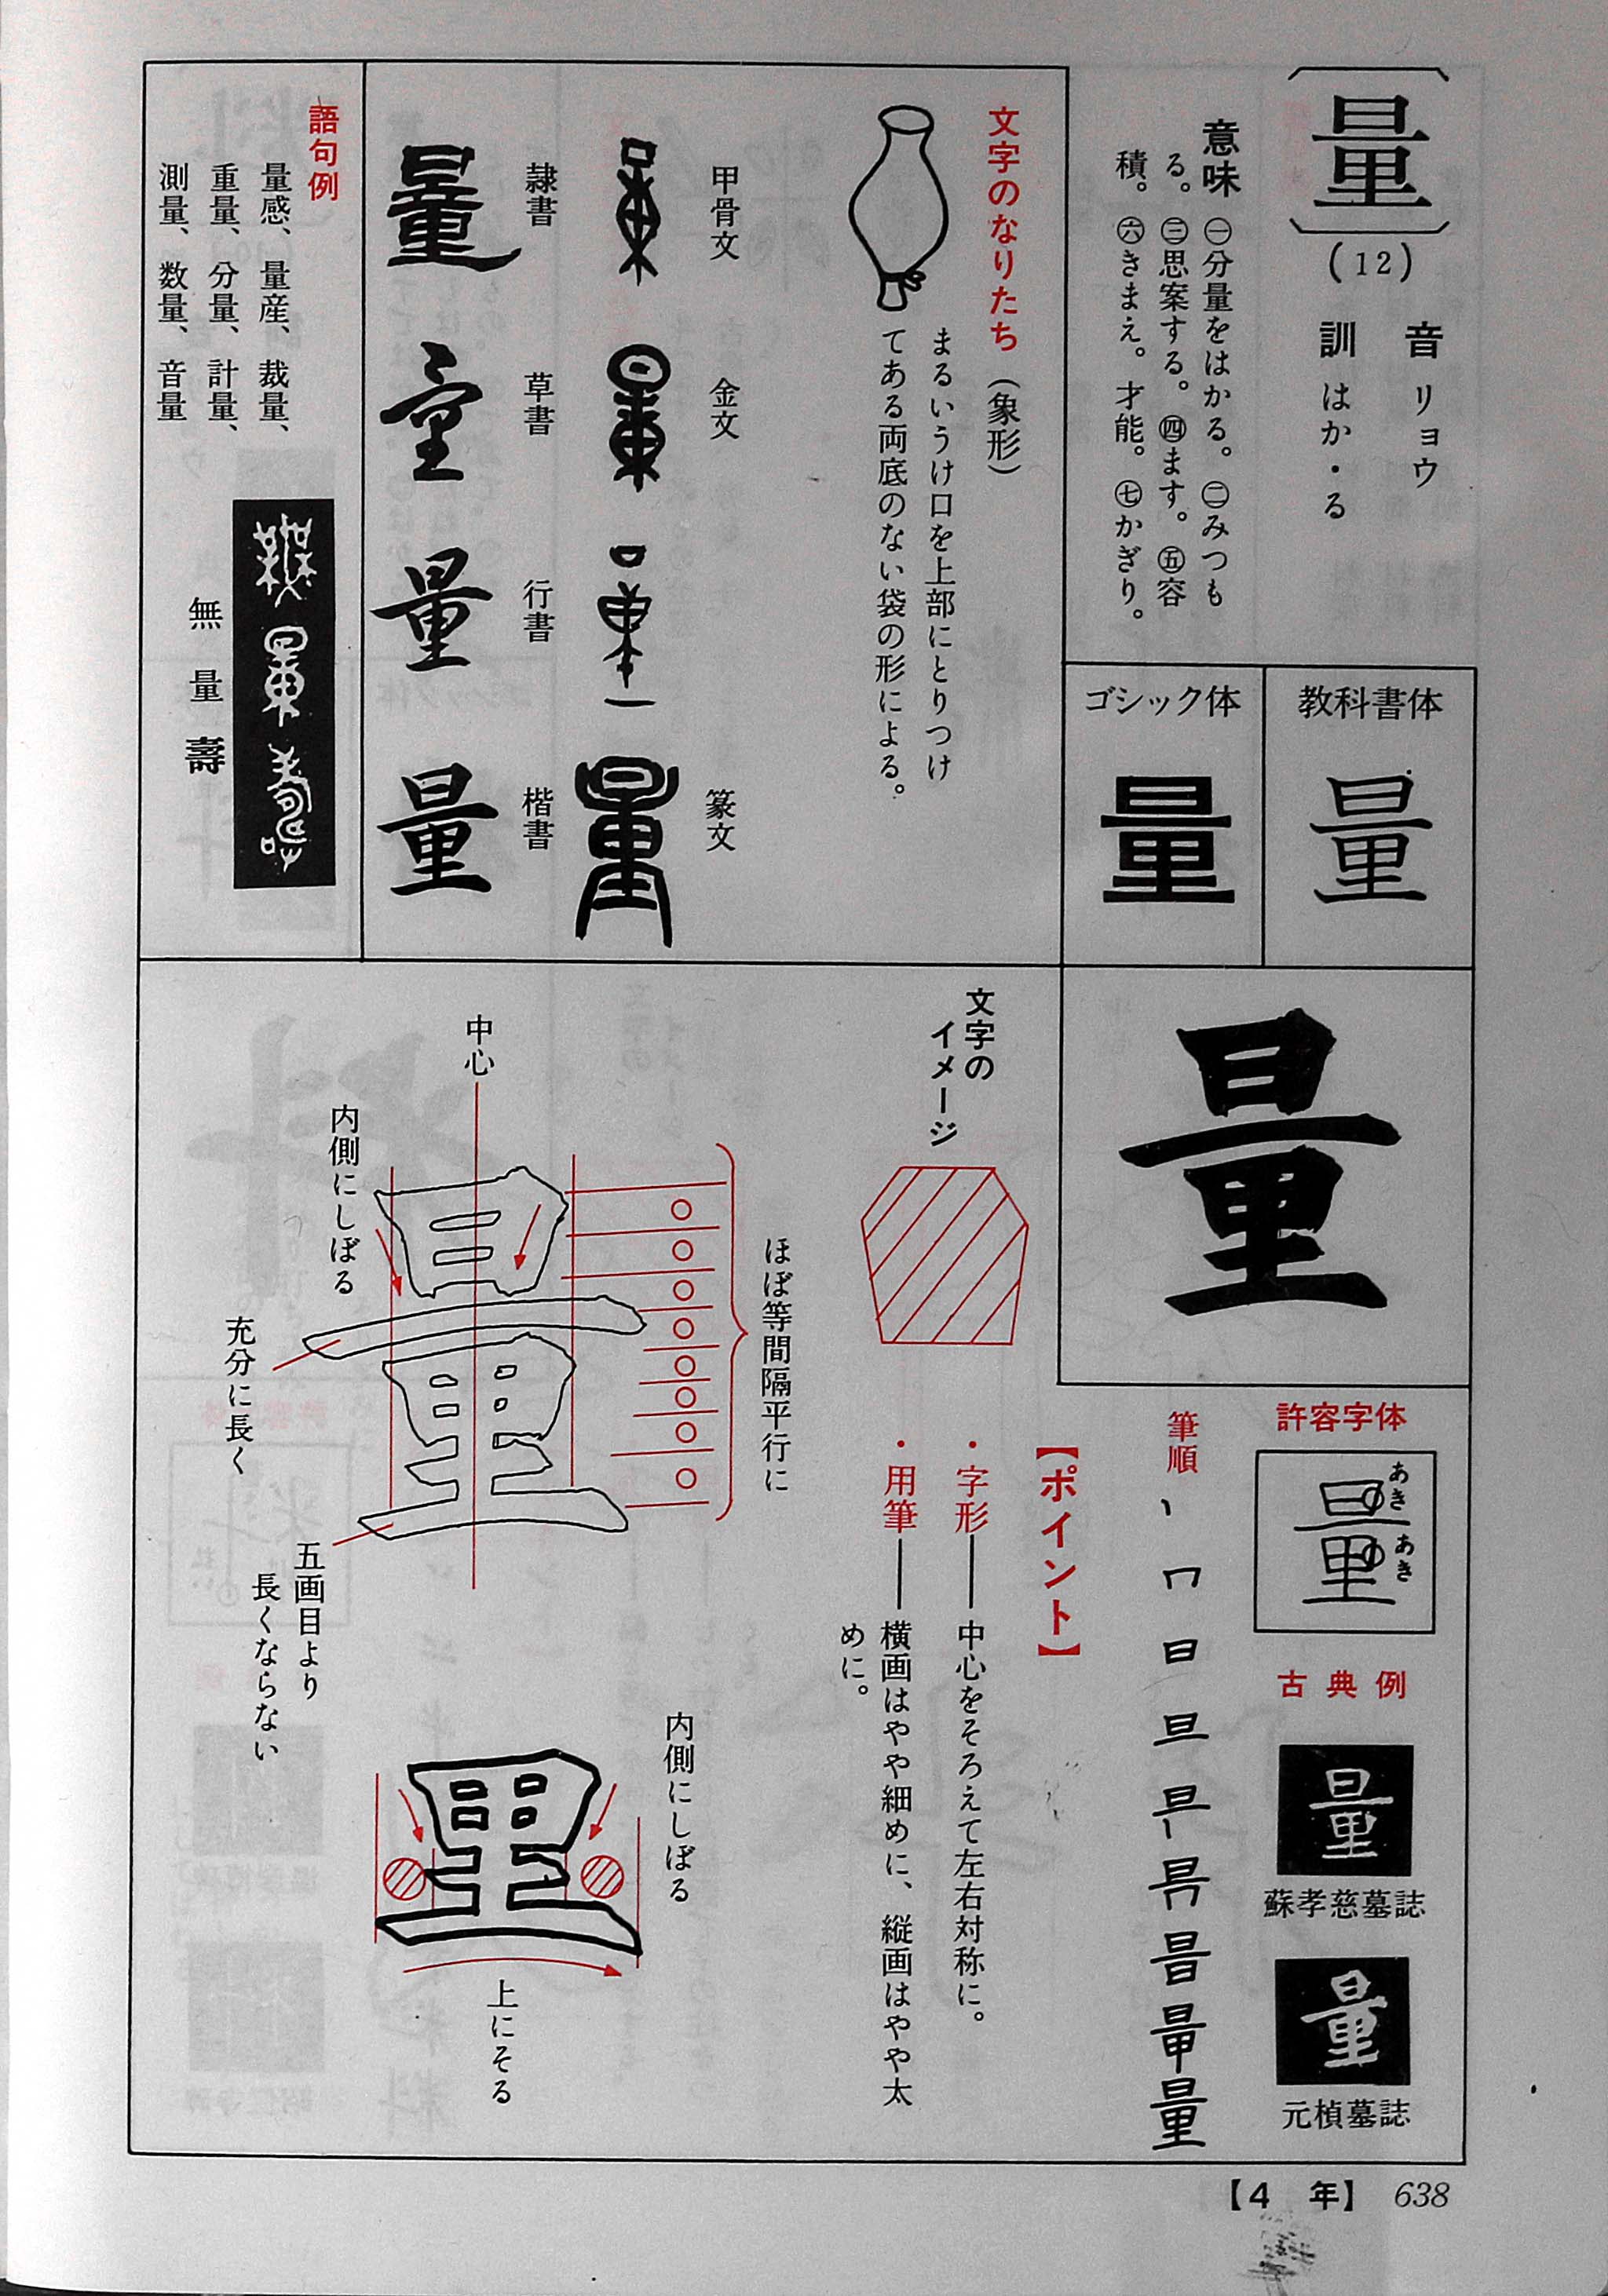 量
(12)
音 リョウ
訓 はか・る
意味 ㊀分量をはかる。㊁みつも
る。㊂思案する。㊃ます。㊄容
積。㊅きまえ。才能。㊆かぎり。
教科書体
量
ゴシック体
量
文字のなりたち（象形）
まるいうけ口を上部にとりつけ
てある両底のない袋の形による。
甲骨文
金文
篆文
隷書
量
草書
量
行書
量
楷書
量
語句例
量感、量産、裁量、
重量、分量、計量、
測量、数量、音量
無量壽
量
許容字体
量
あき
あき
古典例
量
蘇孝慈墓誌
量
元楨墓誌
筆順
量
文字の
イメージ
【ポイント】
・字形――中心をそろえて左右対称に。
・用筆――横画はやや細めに、縦画はやや太
めに。
ほぼ等間隔平行に
中心
内側にしぼる
充分に長く
五画目より
長くならない
内側にしぼる
上にそる
【4 年】 638